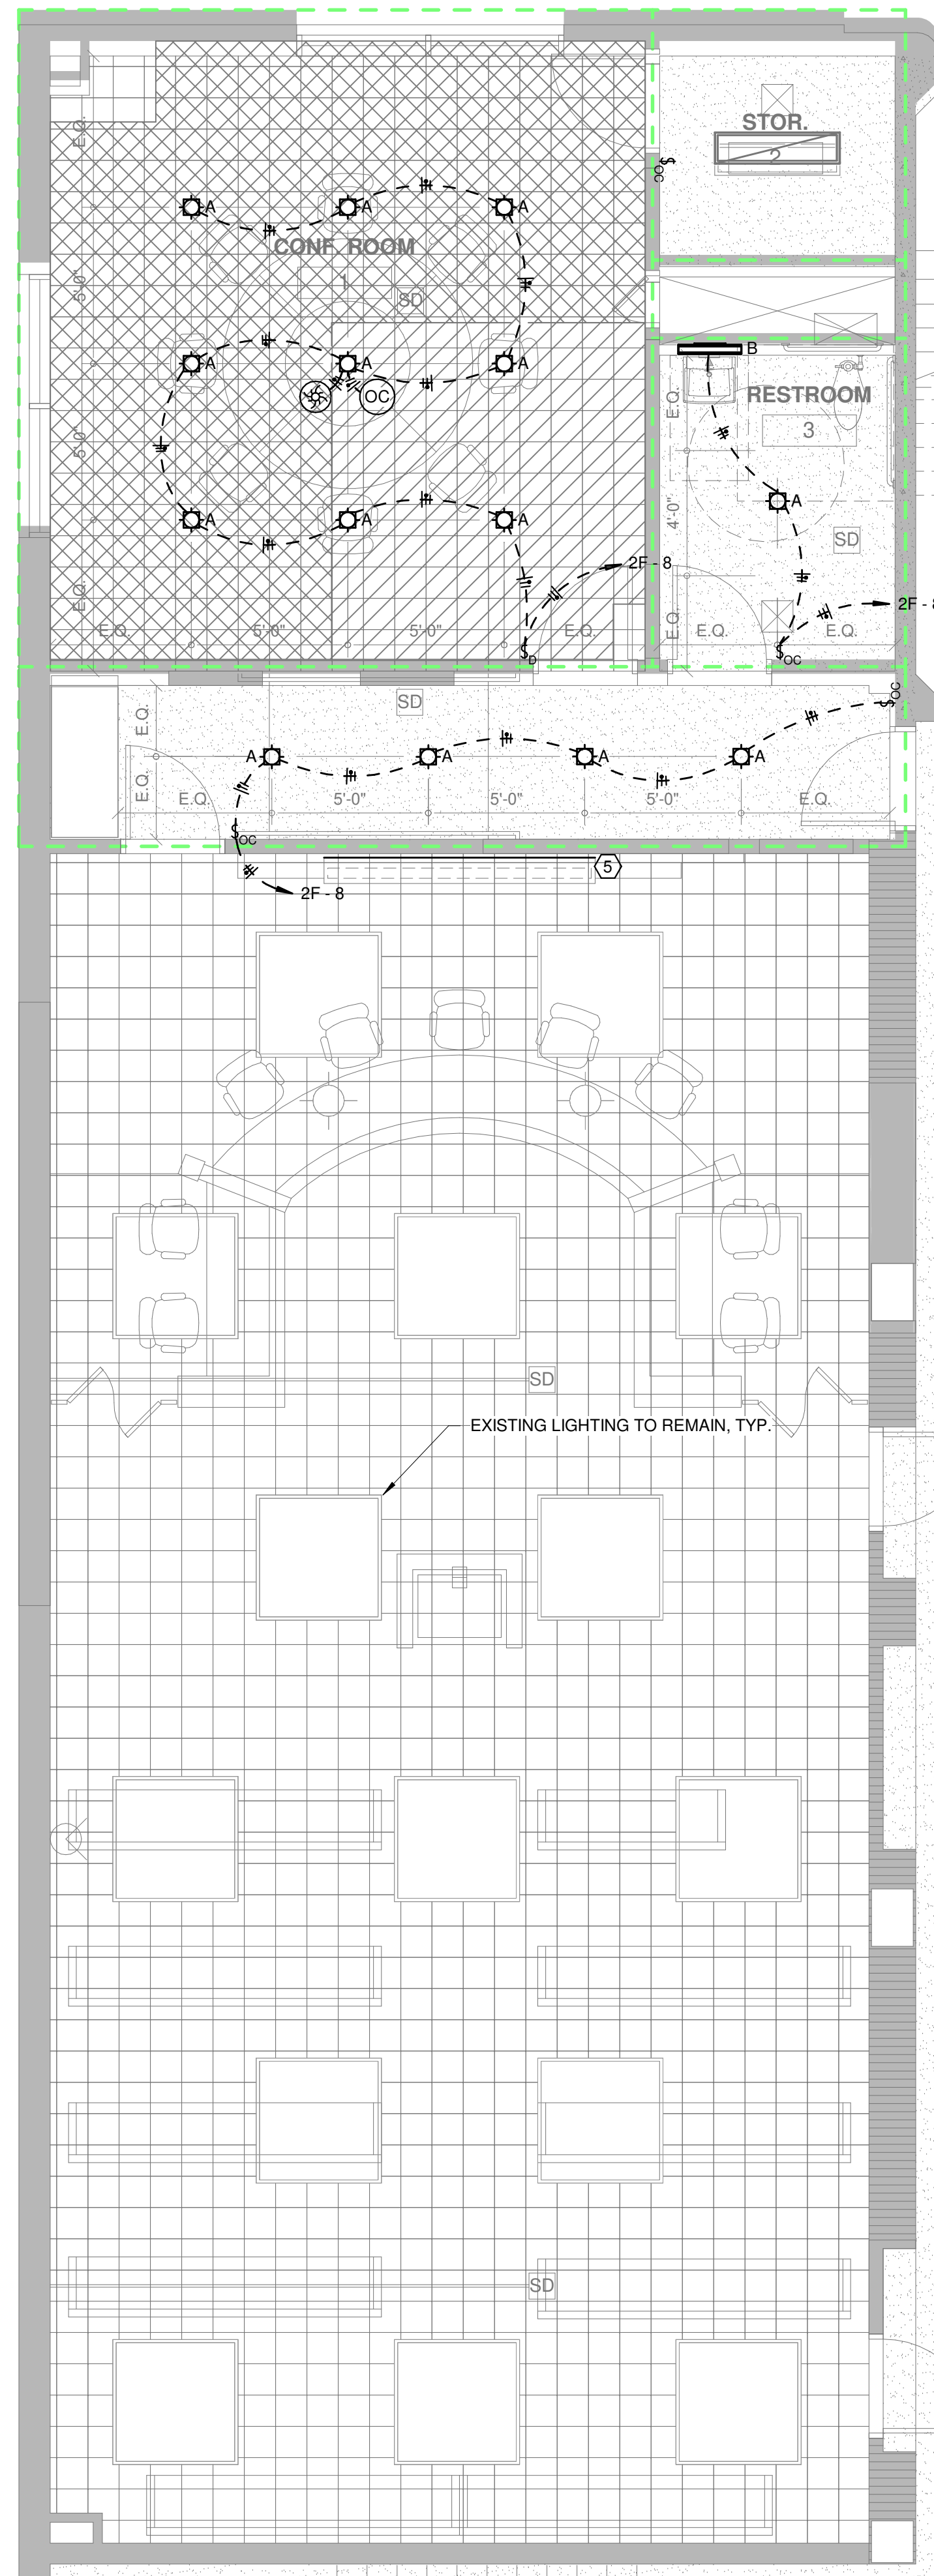 STOR.
2
E.Q.
$OC
A
A
A
CONF. ROOM
1
5'-0"
SD
A
A
A
OC
B
E.Q.
RESTROOM
3
5'-0"
A
4'-0"
SD
A
A
A
2F - 8
2F - 8
E.Q.
E.Q.
E.Q.
5'-0"
5'-0"
E.Q.
E.Q.
E.Q.
$D
$OC
SD
$OC
E.Q.
A
A
A
A
E.Q.
E.Q.
5'-0"
5'-0"
5'-0"
E.Q.
$OC
5
2F - 8
SD
EXISTING LIGHTING TO REMAIN, TYP.
SD